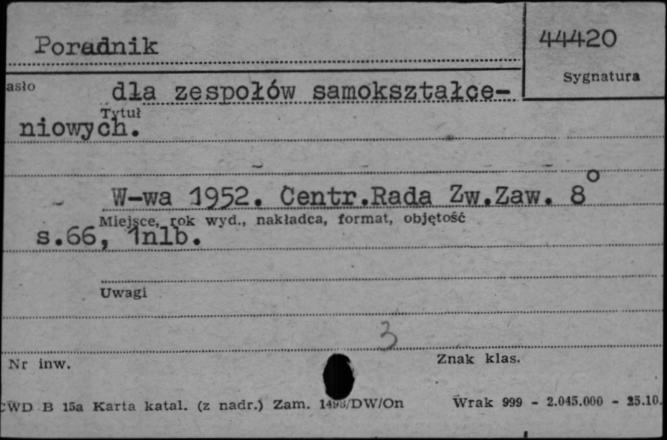 Poradnik
44420
Sygnatura
asło
dla zespołów samokształce-
Tytuł
niowych.
W-wa 1952. Centr.Rada Zw.Zaw. 8°
Miejsce, rok wyd., nakładca, format, objętość
s.66, 1nlb.
Uwagi
3
Nr inw.
Znak klas.
CWD B 15a Karta katal. (z nadr.) Zam. 1498/DW/On Wrak 999 - 2.045.000 - 25.10.